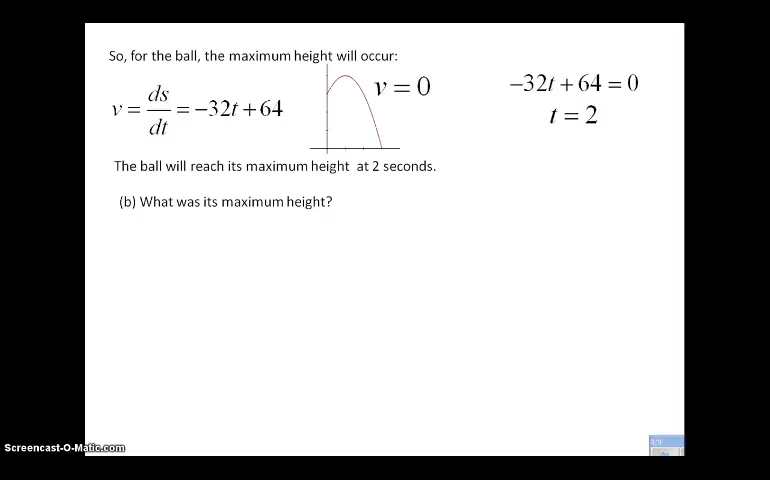 So, for the ball, the maximum height will occur:
v = ds/dt = −32t + 64
v = 0
−32t + 64 = 0
t = 2
The ball will reach its maximum height at 2 seconds.
(b) What was its maximum height?
Screencast-O-Matic.com